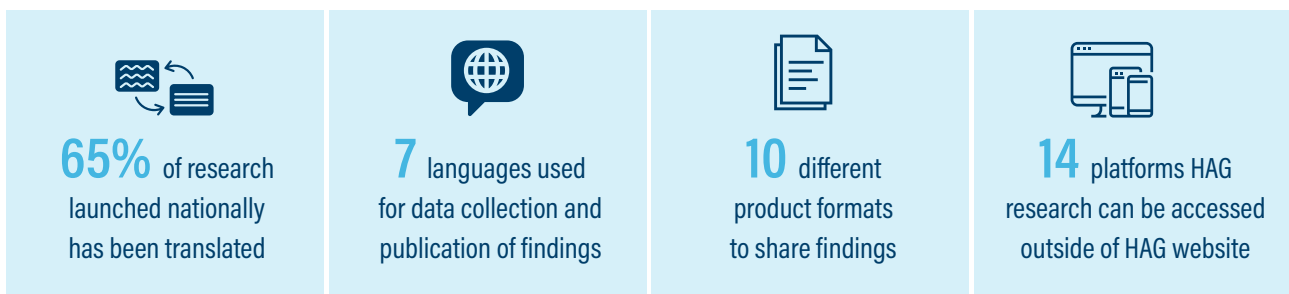 65% of research
launched nationally
has been translated
7 languages used
for data collection and
publication of findings
10 different
product formats
to share findings
14 platforms HAG
research can be accessed
outside of HAG website